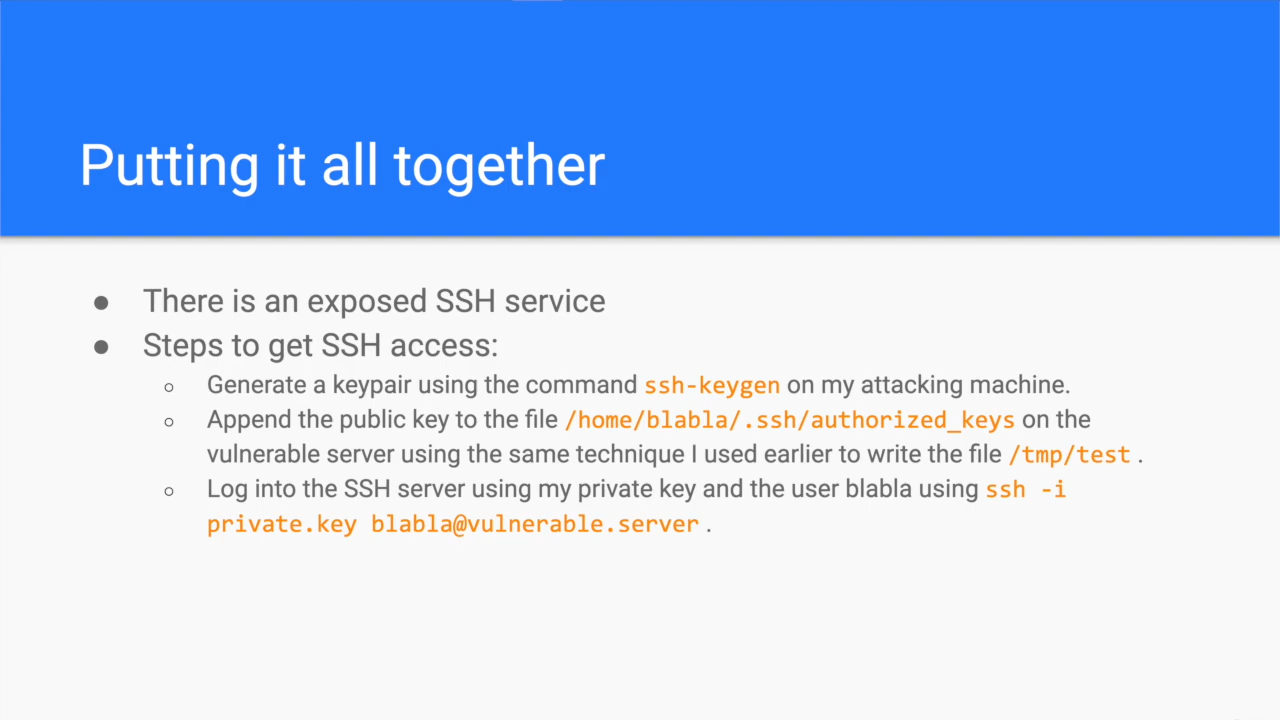 Putting it all together
● There is an exposed SSH service
● Steps to get SSH access:
○ Generate a keypair using the command ssh-keygen on my attacking machine.
○ Append the public key to the file /home/blabla/.ssh/authorized_keys on the
vulnerable server using the same technique I used earlier to write the file /tmp/test .
○ Log into the SSH server using my private key and the user blabla using ssh -i
private.key blabla@vulnerable.server .